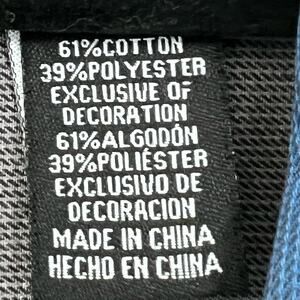 61%COTTON
39%POLYESTER
EXCLUSIVE OF
DECORATION
61%ALGODÓN
39%POLIÉSTER
EXCLUSIVO DE
DECORACION
MADE IN CHINA
HECHO EN CHINA